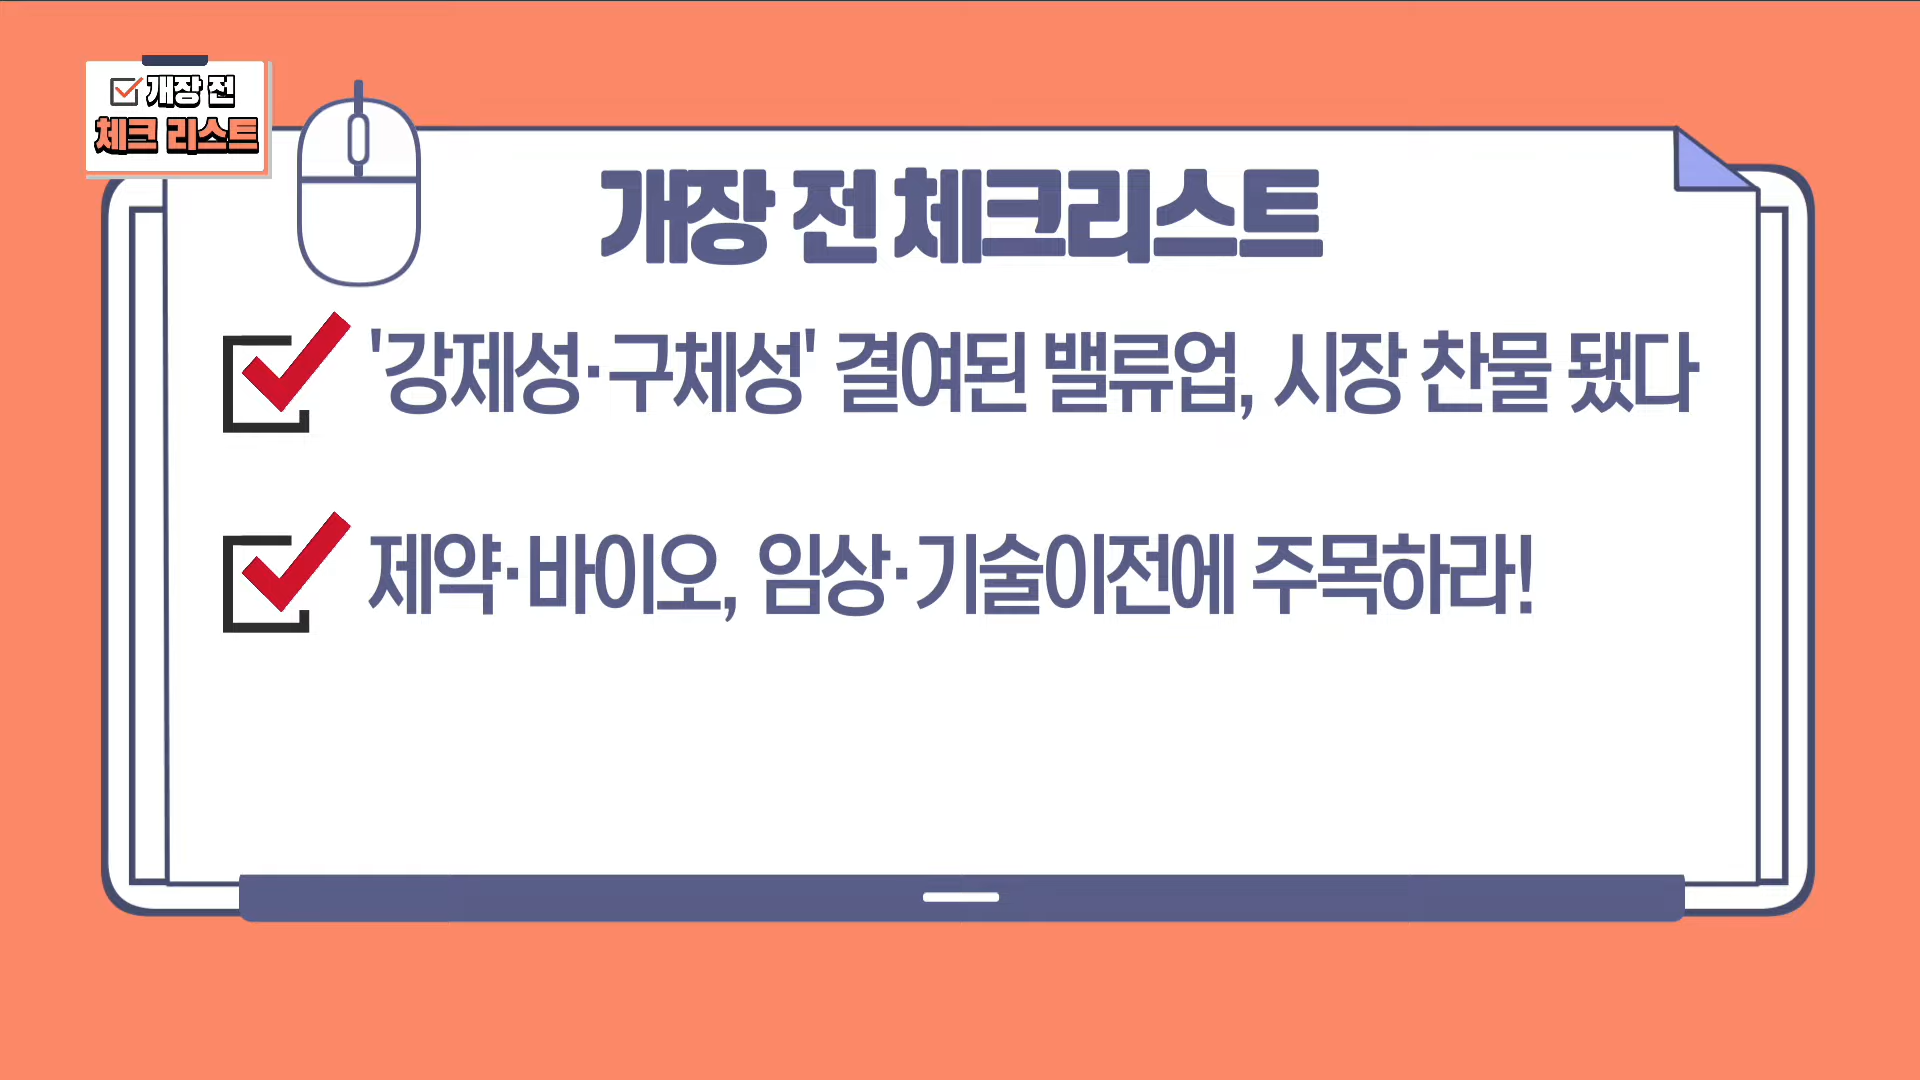 개장 전
체크 리스트
개장 전 체크리스트
'강제성·구체성' 결여된 밸류업, 시장 찬물 됐다
제약·바이오, 임상·기술이전에 주목하라!